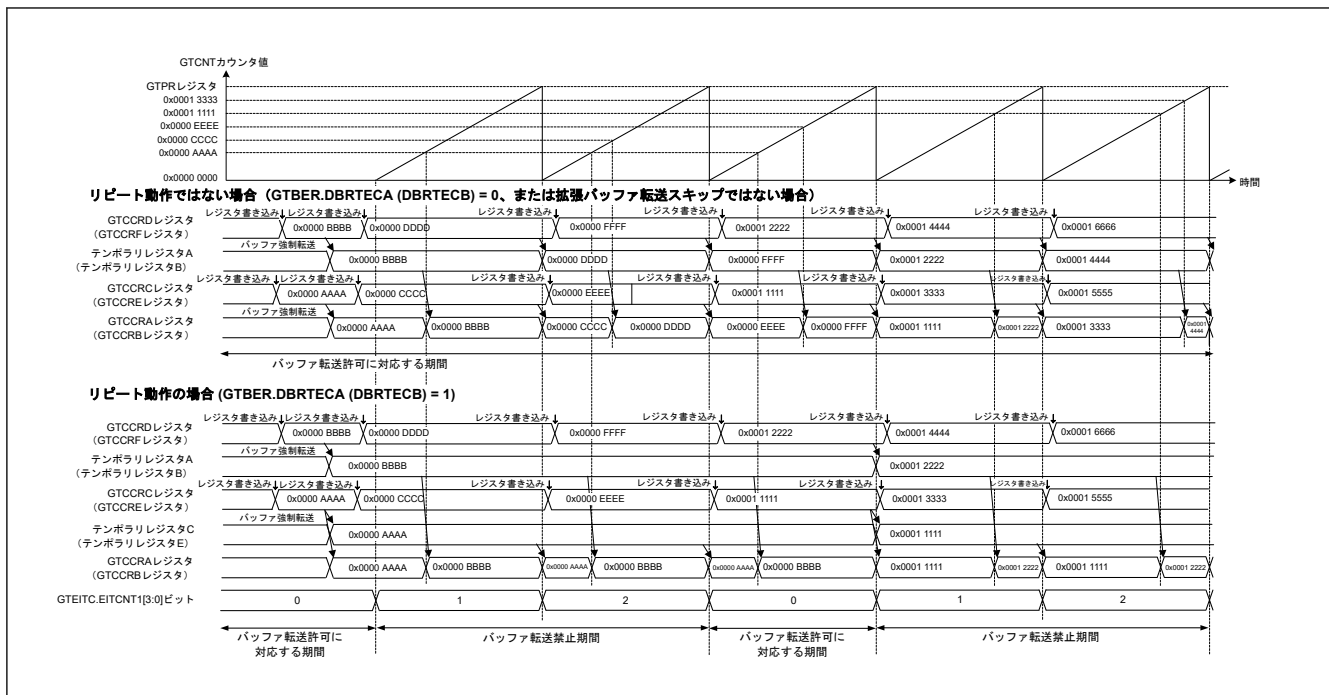 GTCNTカウンタ値
GTPRレジスタ
0x0001 3333
0x0001 1111
0x0000 EEEE
0x0000 CCCC
0x0000 AAAA
0x0000 0000
時間
リピート動作ではない場合（GTBER.DBRTECA (DBRTECB) = 0、または拡張バッファ転送スキップではない場合）
レジスタ書き込み レジスタ書き込み レジスタ書き込み レジスタ書き込み レジスタ書き込み レジスタ書き込み
GTCCRDレジスタ
（GTCCRFレジスタ）
0x0000 BBBB 0x0000 DDDD 0x0000 FFFF 0x0001 2222 0x0001 4444 0x0001 6666
バッファ強制転送
テンポラリレジスタA
（テンポラリレジスタB）
0x0000 BBBB 0x0000 DDDD 0x0000 FFFF 0x0001 2222 0x0001 4444
レジスタ書き込み レジスタ書き込み レジスタ書き込み レジスタ書き込み レジスタ書き込み レジスタ書き込み
GTCCRCレジスタ
（GTCCREレジスタ）
0x0000 AAAA 0x0000 CCCC 0x0000 EEEE 0x0001 1111 0x0001 3333 0x0001 5555
バッファ強制転送
GTCCRAレジスタ
（GTCCRBレジスタ）
0x0000 AAAA 0x0000 BBBB 0x0000 CCCC 0x0000 DDDD 0x0000 EEEE 0x0000 FFFF 0x0001 1111 0x0001 2222 0x0001 3333 0x0001 4444
バッファ転送許可に対応する期間
リピート動作の場合 (GTBER.DBRTECA (DBRTECB) = 1)
レジスタ書き込み レジスタ書き込み レジスタ書き込み レジスタ書き込み レジスタ書き込み レジスタ書き込み
GTCCRDレジスタ
（GTCCRFレジスタ）
0x0000 BBBB 0x0000 DDDD 0x0000 FFFF 0x0001 2222 0x0001 4444 0x0001 6666
バッファ強制転送
テンポラリレジスタA
（テンポラリレジスタB）
0x0000 BBBB 0x0001 2222
レジスタ書き込み レジスタ書き込み レジスタ書き込み レジスタ書き込み レジスタ書き込み レジスタ書き込み
GTCCRCレジスタ
（GTCCREレジスタ）
0x0000 AAAA 0x0000 CCCC 0x0000 EEEE 0x0001 1111 0x0001 3333 0x0001 5555
バッファ強制転送
テンポラリレジスタC
（テンポラリレジスタE）
0x0000 AAAA 0x0001 1111
GTCCRAレジスタ
（GTCCRBレジスタ）
0x0000 AAAA 0x0000 BBBB 0x0000 AAAA 0x0000 BBBB 0x0000 AAAA 0x0000 BBBB 0x0001 1111 0x0001 2222 0x0001 1111 0x0001 2222
GTEITC.EITCNT1[3:0]ビット
0 1 2 0 1 2
バッファ転送許可に
対応する期間
バッファ転送禁止期間
バッファ転送許可に
対応する期間
バッファ転送禁止期間